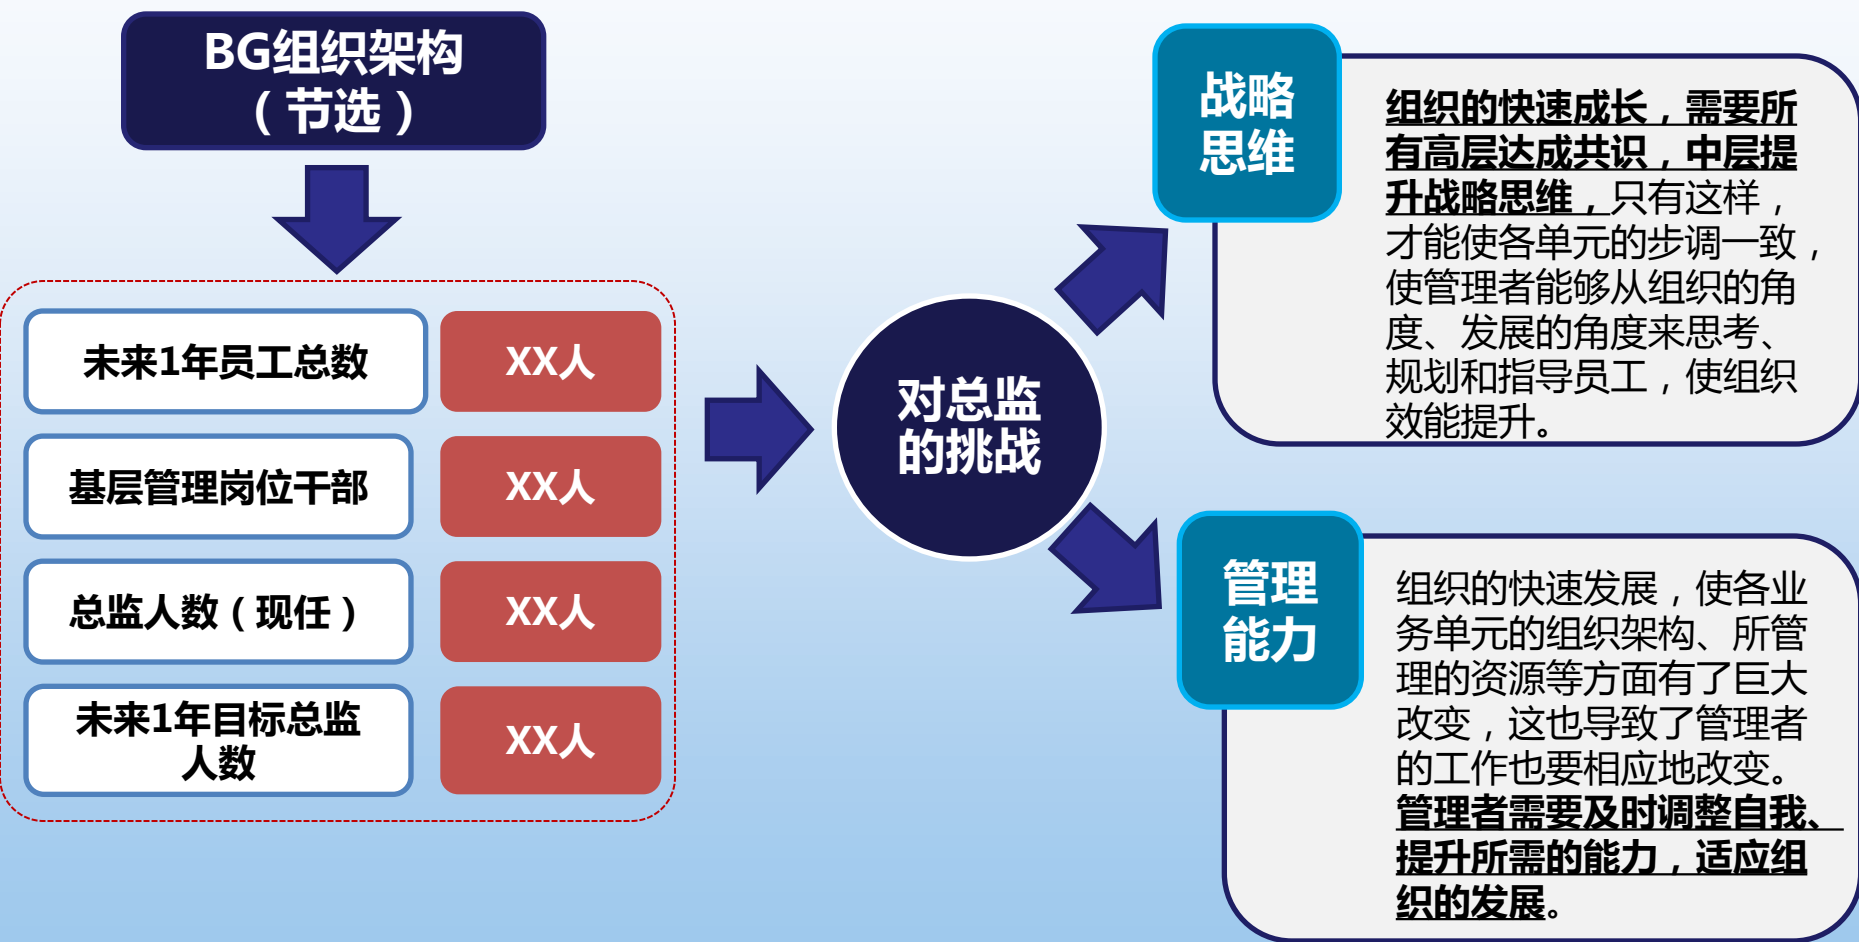 BG组织架构
（节选）
未来1年员工总数
XX人
基层管理岗位干部
XX人
总监人数（现任）
XX人
未来1年目标总监
人数
XX人
对总监
的挑战
战略
思维
组织的快速成长，需要所
有高层达成共识，中层提
升战略思维，只有这样，
才能使各单元的步调一致，
使管理者能够从组织的角
度、发展的角度来思考、
规划和指导员工，使组织
效能提升。
管理
能力
组织的快速发展，使各业
务单元的组织架构、所管
理的资源等方面有了巨大
改变，这也导致了管理者
的工作也要相应地改变。
管理者需要及时调整自我、
提升所需的能力，适应组
织的发展。